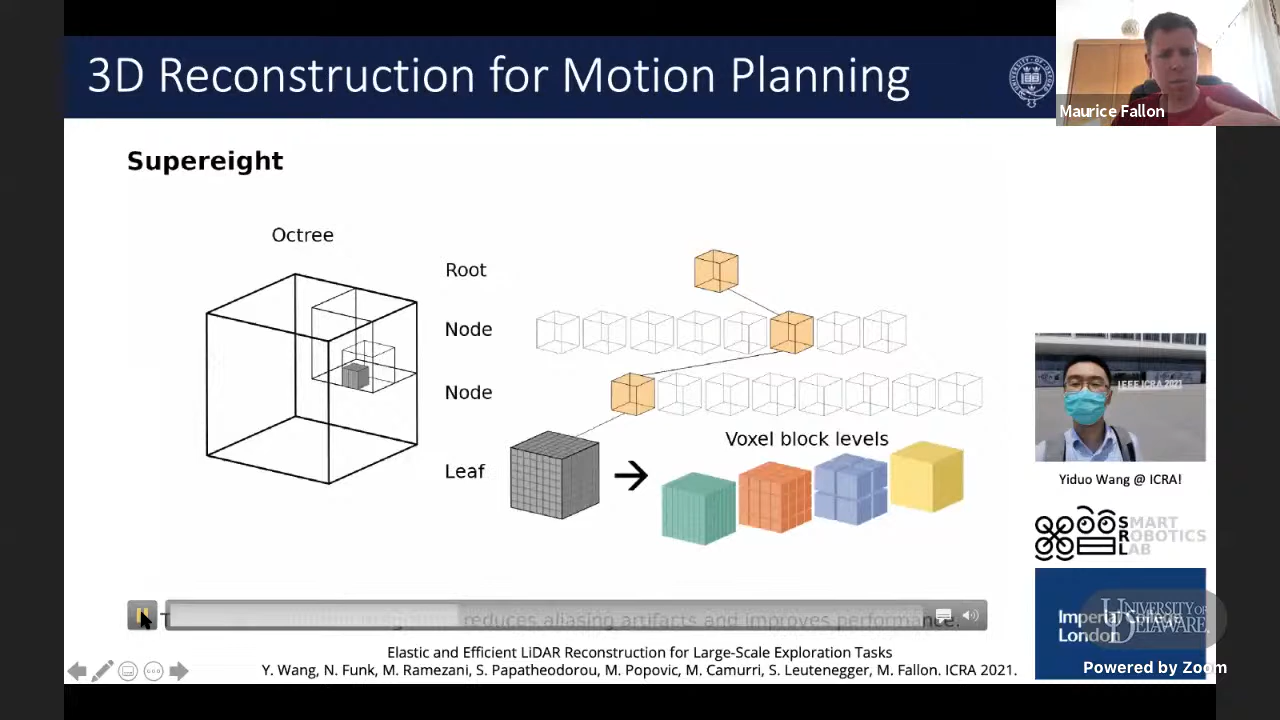 3D Reconstruction for Motion Planning
Maurice Fallon
Supereight
Octree
Root
Node
Node
Voxel block levels
Leaf
IEEE ICRA 2021
Yiduo Wang @ ICRA!
SMART
ROBOTICS
LAB
reduces aliasing artifacts and improves performance.
Imperial College
London
UNIVERSITY OF
DELAWARE
Elastic and Efficient LiDAR Reconstruction for Large-Scale Exploration Tasks
Y. Wang, N. Funk, M. Ramezani, S. Papatheodorou, M. Popovic, M. Camurri, S. Leutenegger, M. Fallon. ICRA 2021.
Powered by Zoom